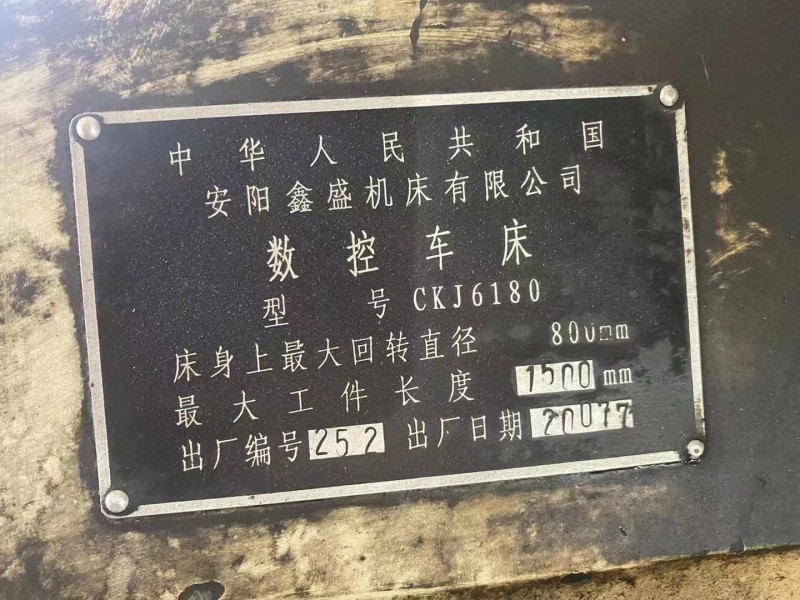 中华人民共和国
安阳鑫盛机床有限公司
数控车床
型号 CKJ6180
床身上最大回转直径 800mm
最大工件长度 1500 mm
出厂编号 252 出厂日期